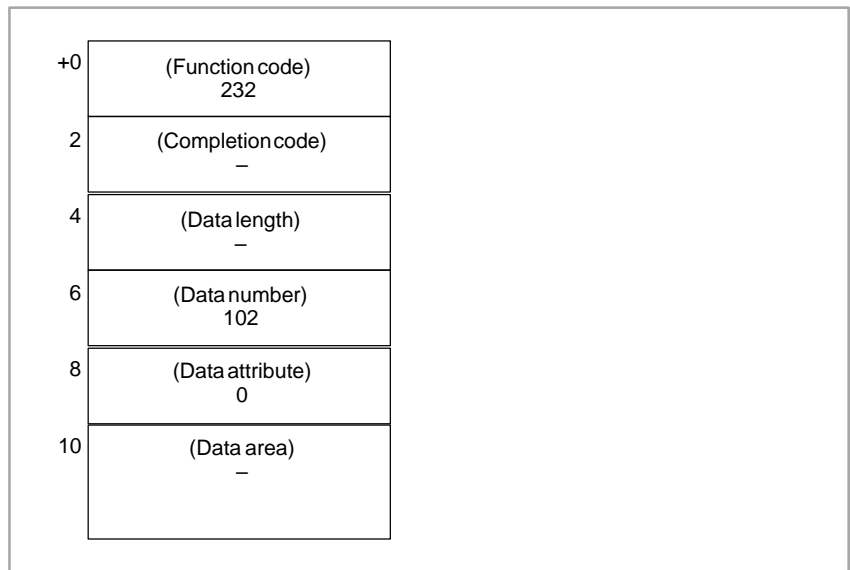 +0 (Function code)
232
2 (Completion code)
–
4 (Data length)
–
6 (Data number)
102
8 (Data attribute)
0
10 (Data area)
–